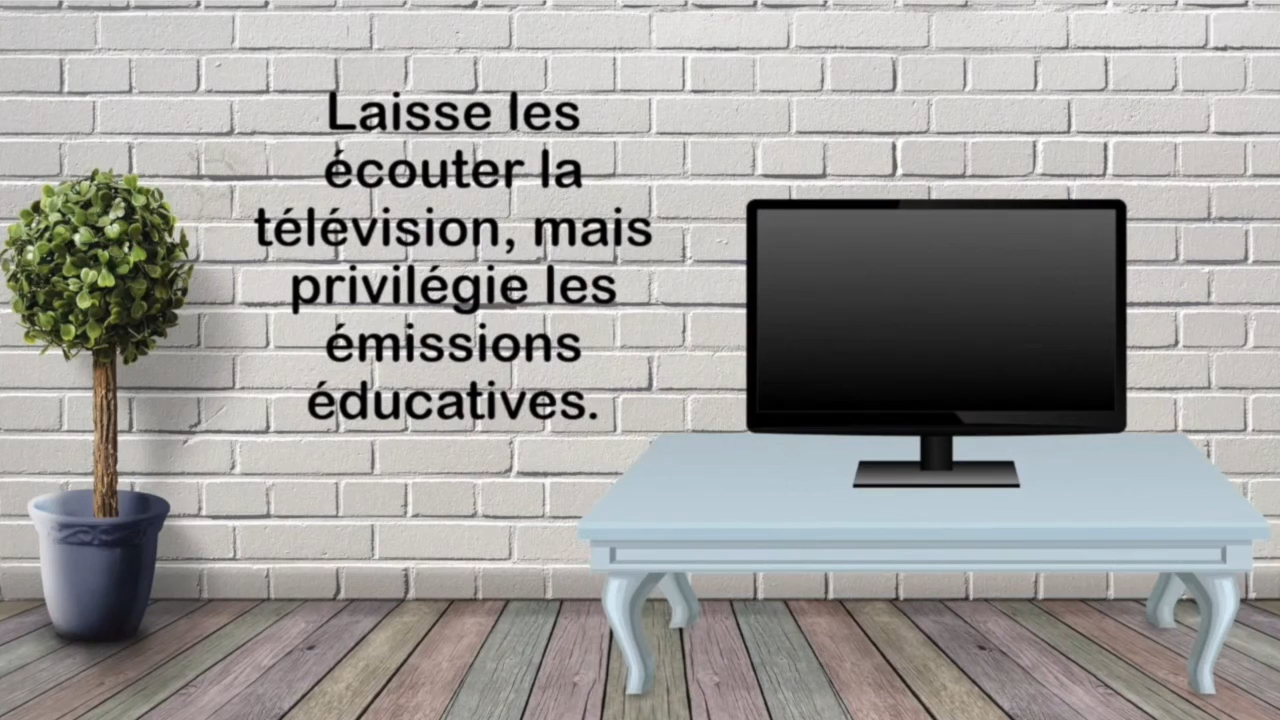 Laisse les
écouter la
télévision, mais
privilégie les
émissions
éducatives.